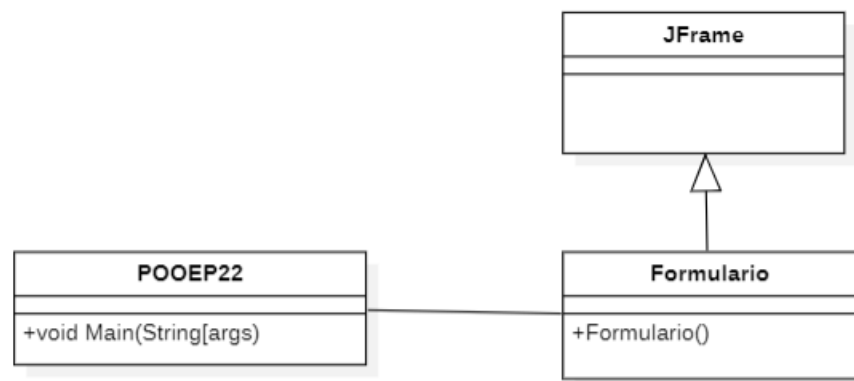 JFrame
POOEP22
+void Main(String[args)
Formulario
+Formulario()